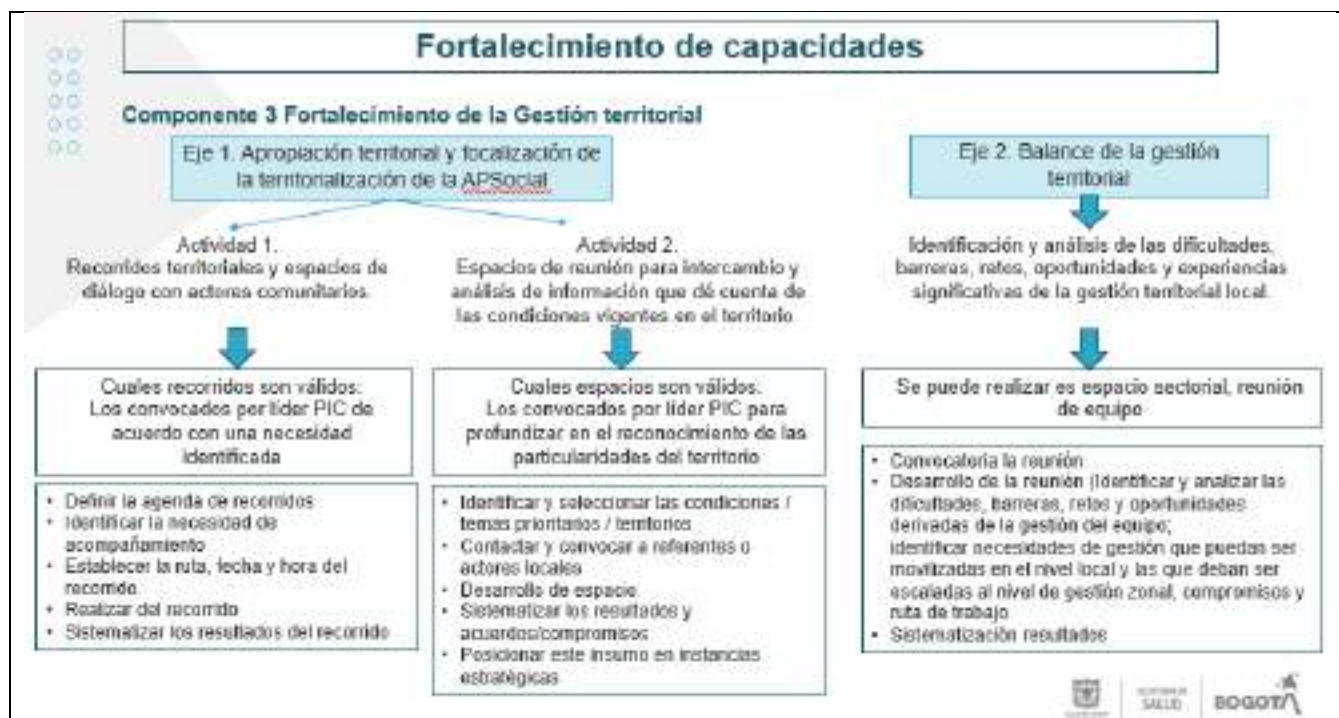 Fortalecimiento de capacidades
Componente 3 Fortalecimiento de la Gestión territorial
Eje 1. Apropiación territorial y focalización de
la territorialización de la APSocial
Actividad 1.
Recorridos territoriales y espacios de
diálogo con actores comunitarios.
Cuales recorridos son válidos:
Los convocados por líder PIC de
acuerdo con una necesidad
identificada
• Definir la agenda de recorridos
• Identificar la necesidad de
acompañamiento
• Establecer la ruta, fecha y hora del
recorrido.
• Realizar del recorrido
• Sistematizar los resultados del recorrido
Actividad 2.
Espacios de reunión para intercambio y
análisis de información que dé cuenta de
las condiciones vigentes en el territorio
Cuales espacios son válidos:
Los convocados por líder PIC para
profundizar en el reconocimiento de las
particularidades del territorio
• Identificar y seleccionar las condiciones /
temas prioritarios / territorios
• Contactar y convocar a referentes o
actores locales
• Desarrollo de espacio
• Sistematizar los resultados y
acuerdos/compromisos
• Posicionar este insumo en instancias
estratégicas
Eje 2. Balance de la gestión
territorial
Identificación y análisis de las dificultades,
barreras, retos, oportunidades y experiencias
significativas de la gestión territorial local.
Se puede realizar es espacio sectorial, reunión
de equipo
• Convocatoria la reunión
• Desarrollo de la reunión (Identificar y analizar las
dificultades, barreras, retos y oportunidades
derivadas de la gestión del equipo;
identificar necesidades de gestión que puedan ser
movilizadas en el nivel local y las que deban ser
escaladas al nivel de gestión zonal, compromisos y
ruta de trabajo
• Sistematización resultados
SALUD
BOGOTÁ